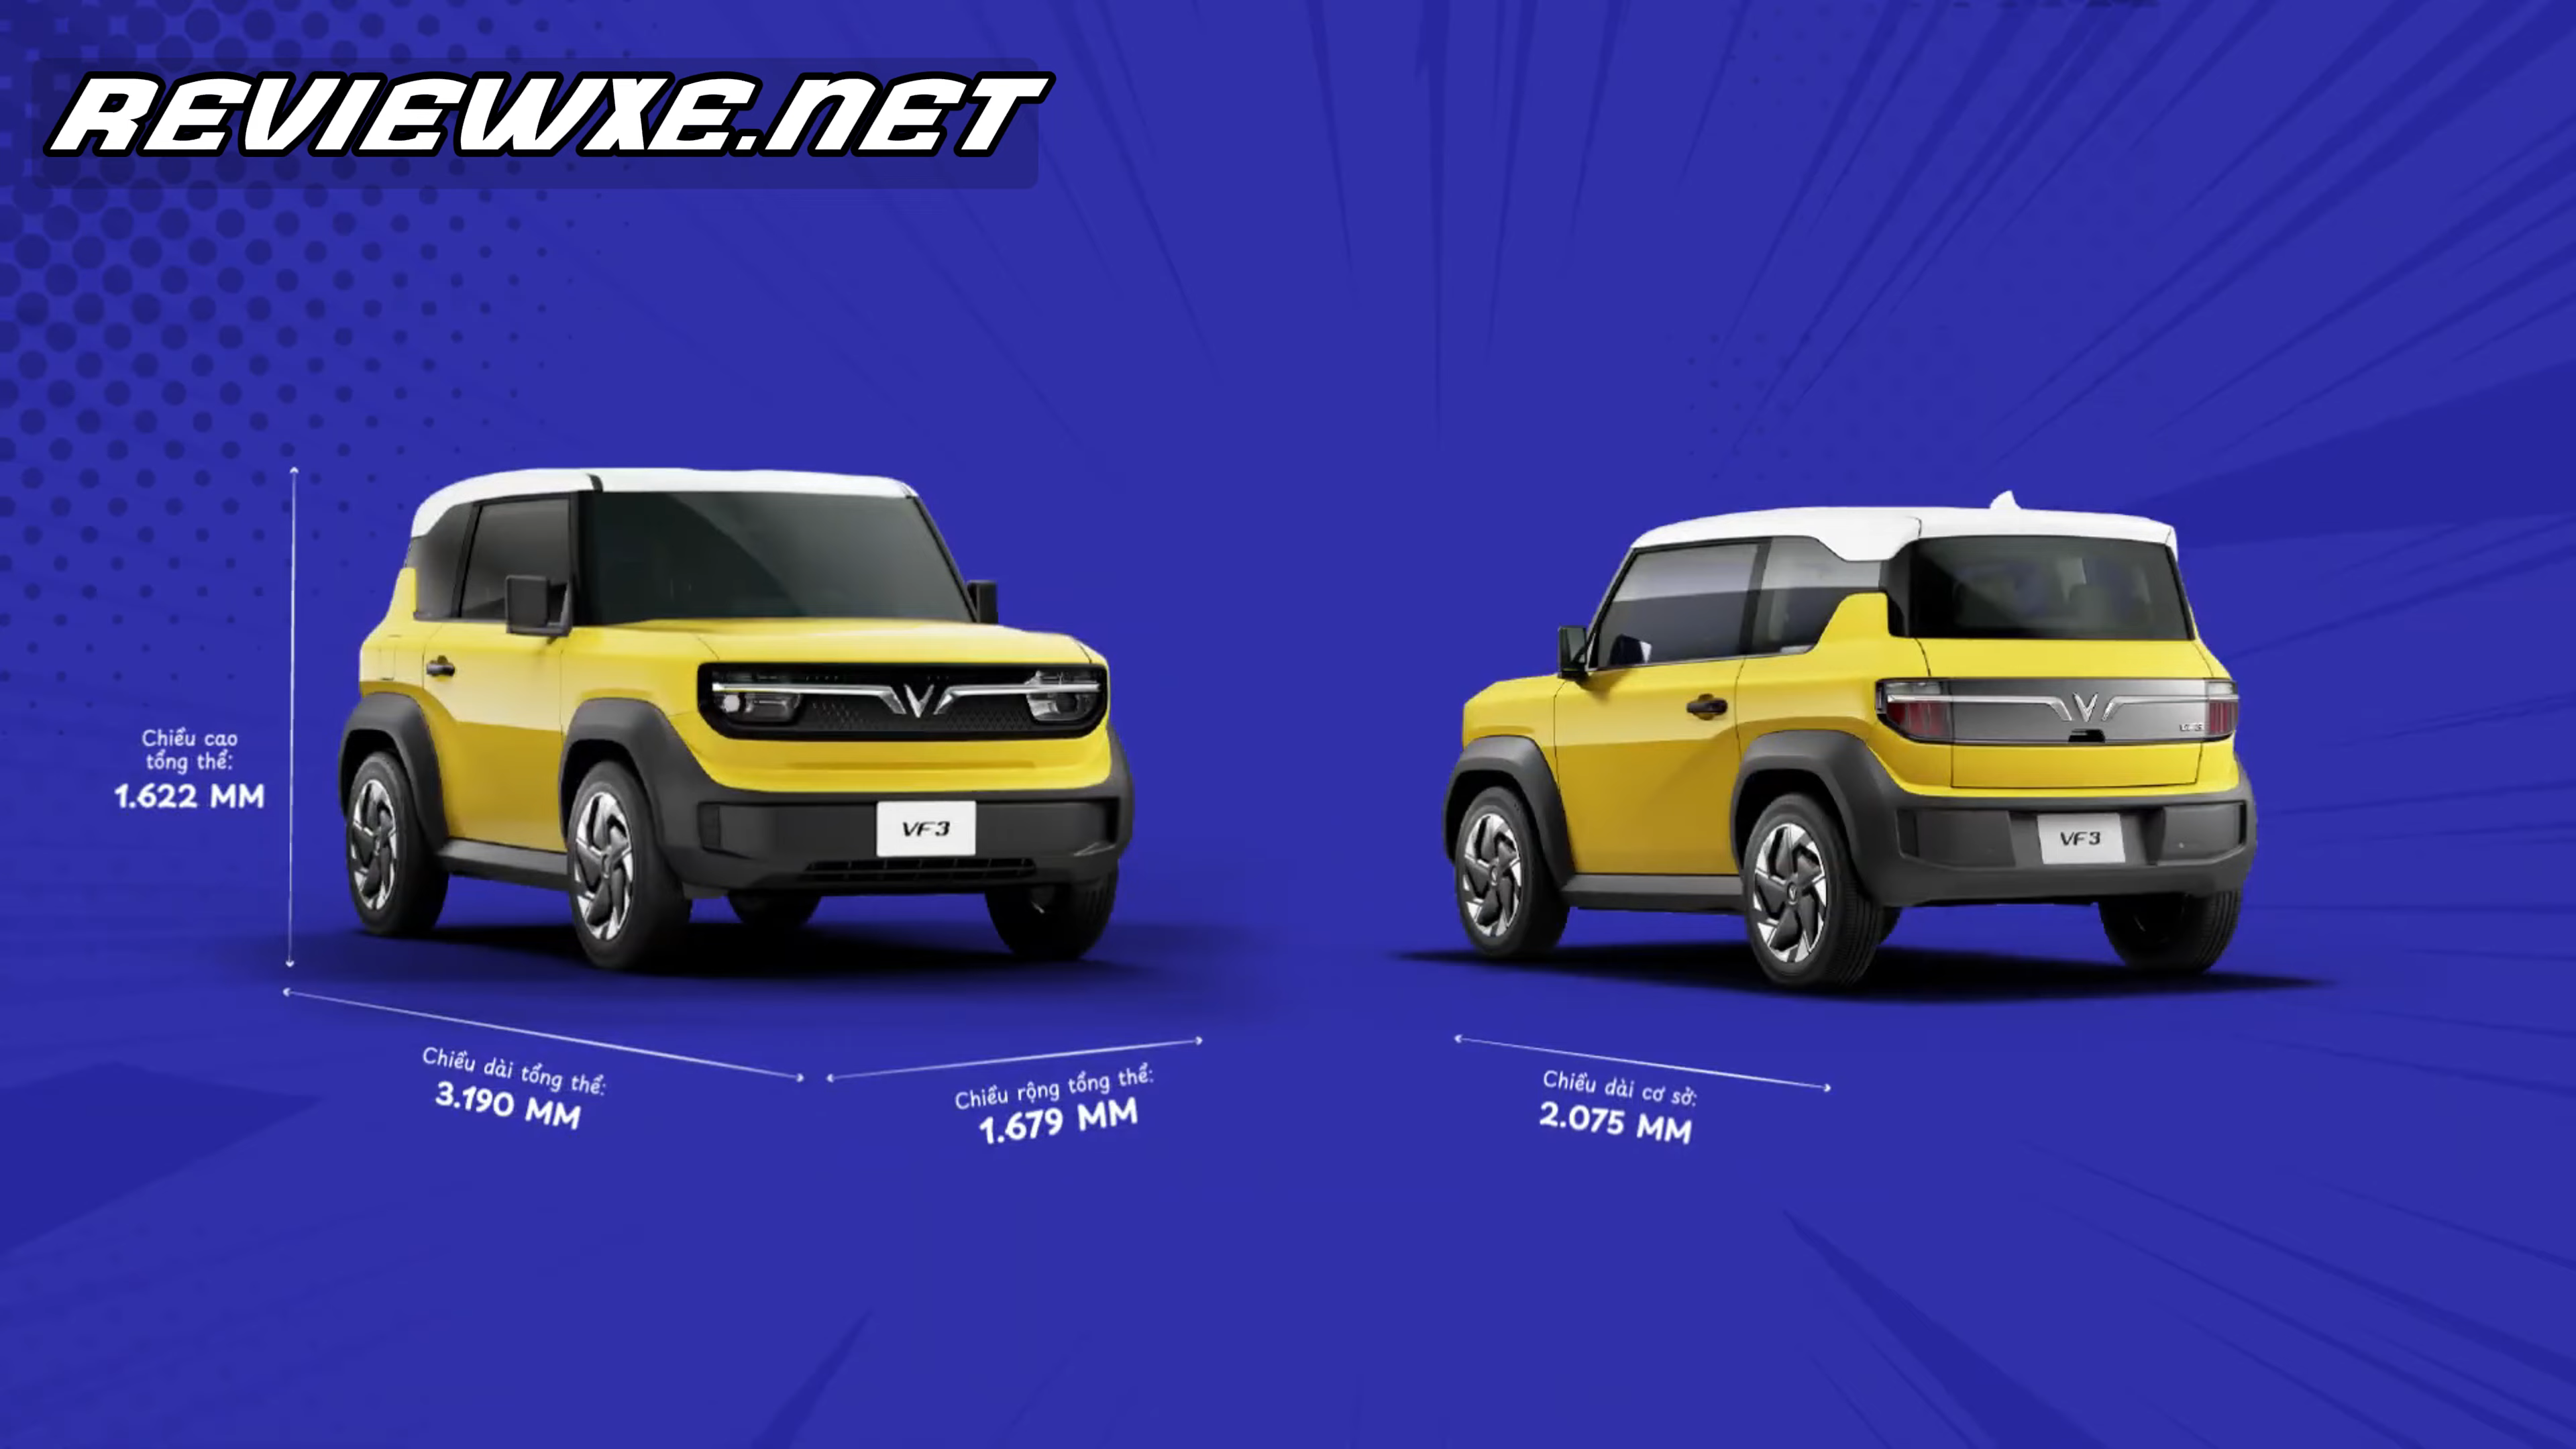 REVIEWXE.NET
Chiều cao
tổng thể:
1.622 MM
VF3
Chiều dài tổng thể:
3.190 MM
Chiều rộng tổng thể:
1.679 MM
VF3
Chiều dài cơ sở:
2.075 MM